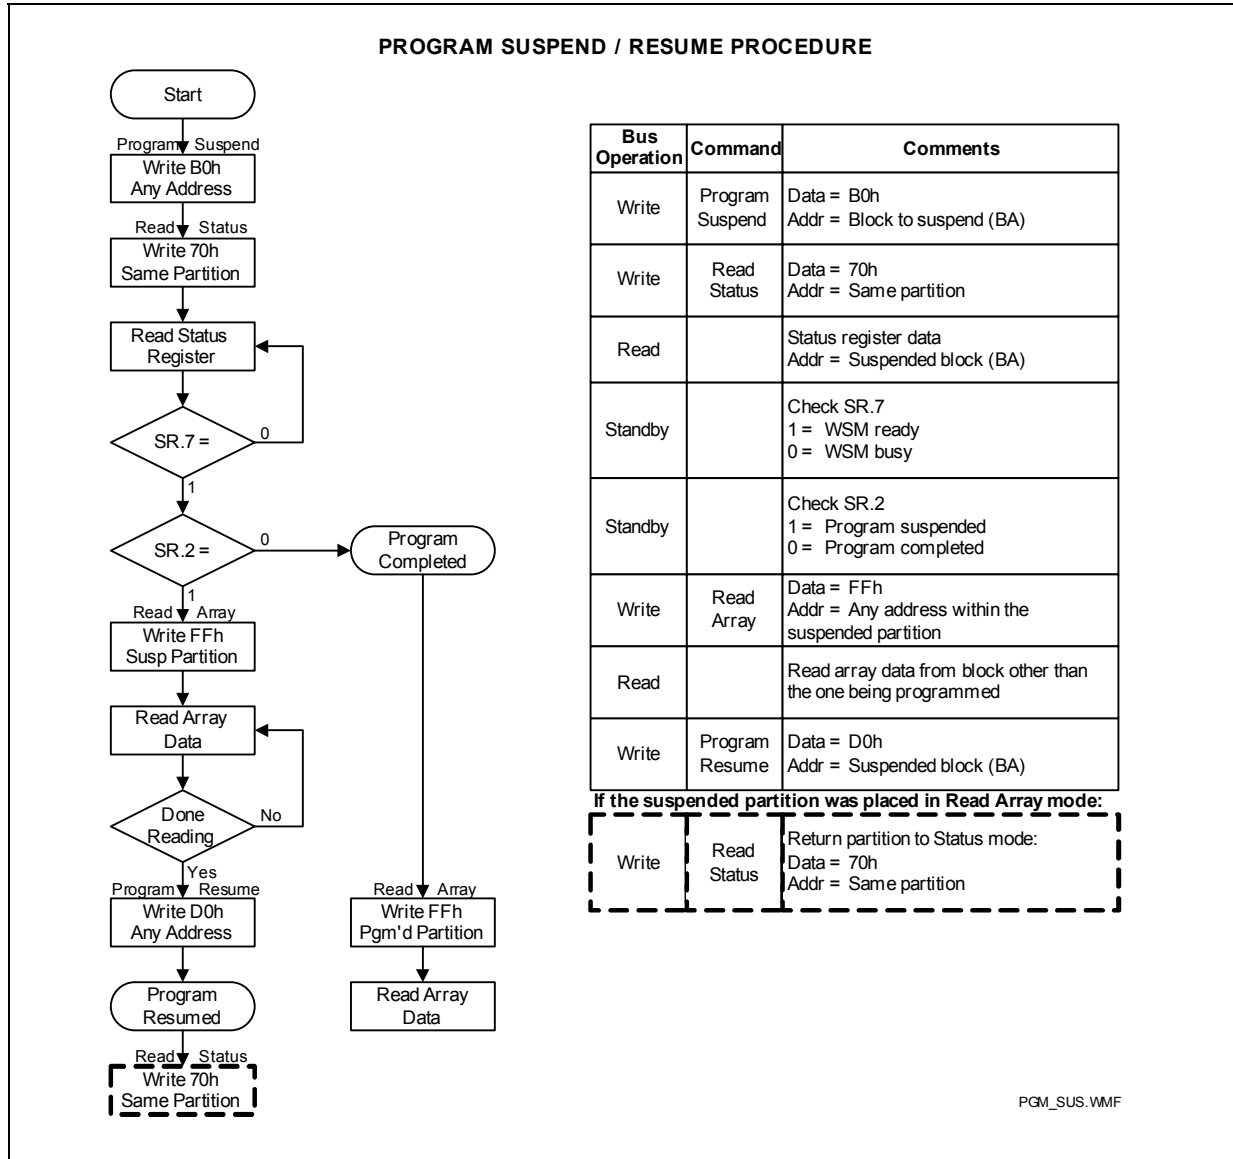 PROGRAM SUSPEND / RESUME PROCEDURE
Start
Program Suspend
Write B0h
Any Address
Read Status
Write 70h
Same Partition
Read Status
Register
SR.7 =
0
1
SR.2 =
0
1
Program
Completed
Read Array
Write FFh
Susp Partition
Read Array
Data
Done
Reading
No
Yes
Program Resume
Write D0h
Any Address
Program
Resumed
Read Status
Write 70h
Same Partition
Read Array
Write FFh
Pgm'd Partition
Read Array
Data
Bus
Operation
Command
Comments
Write
Program
Suspend
Data = B0h
Addr = Block to suspend (BA)
Write
Read
Status
Data = 70h
Addr = Same partition
Read
Status register data
Addr = Suspended block (BA)
Standby
Check SR.7
1 = WSM ready
0 = WSM busy
Standby
Check SR.2
1 = Program suspended
0 = Program completed
Write
Read
Array
Data = FFh
Addr = Any address within the
suspended partition
Read
Read array data from block other than
the one being programmed
Write
Program
Resume
Data = D0h
Addr = Suspended block (BA)
If the suspended partition was placed in Read Array mode:
Write
Read
Status
Return partition to Status mode:
Data = 70h
Addr = Same partition
PGM_SUS.WMF